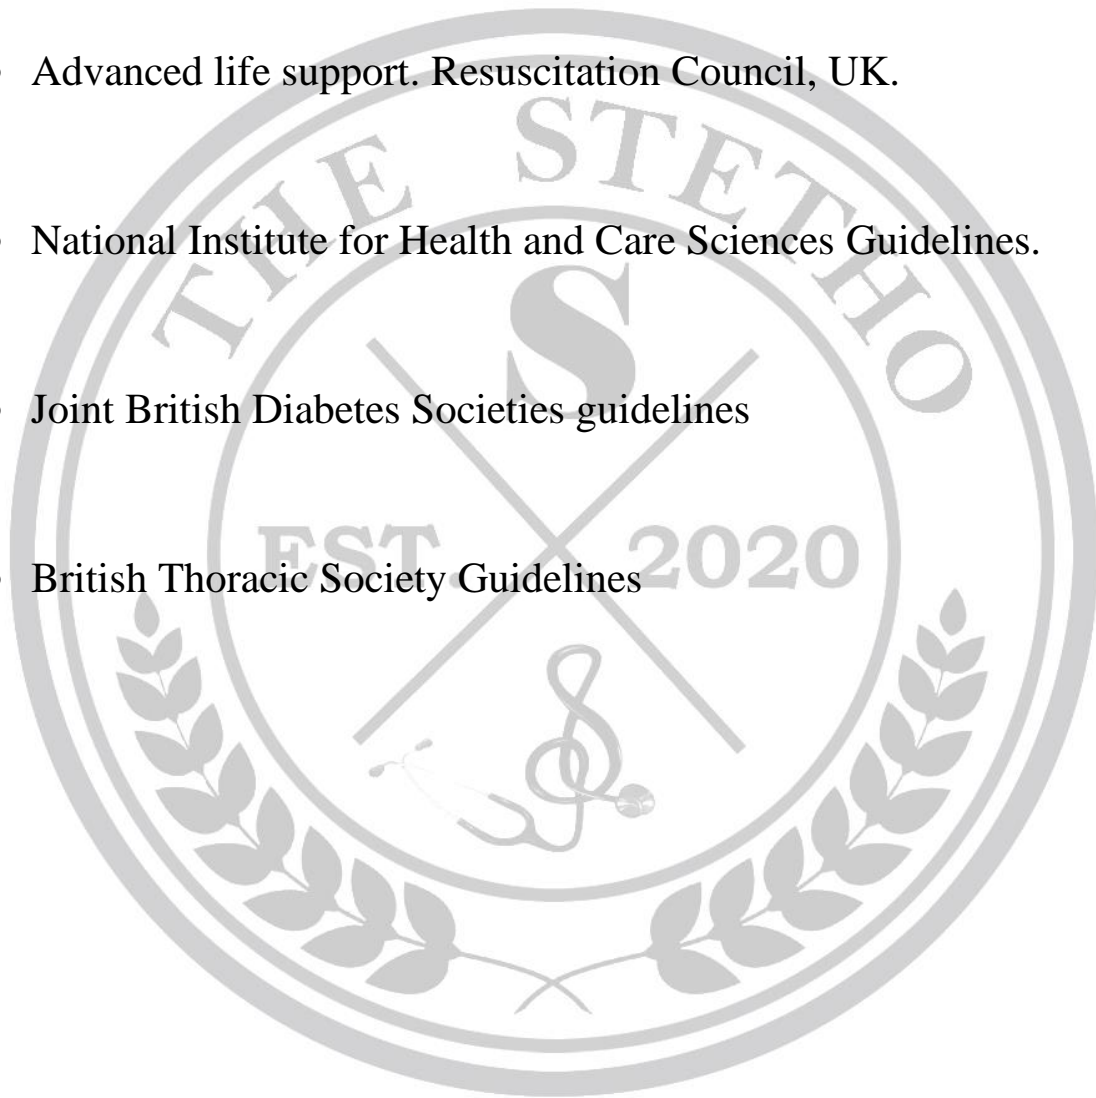 • Advanced life support. Resuscitation Council, UK.
THE STETHO
• National Institute for Health and Care Sciences Guidelines.
S
• Joint British Diabetes Societies guidelines
EST. 2020
• British Thoracic Society Guidelines